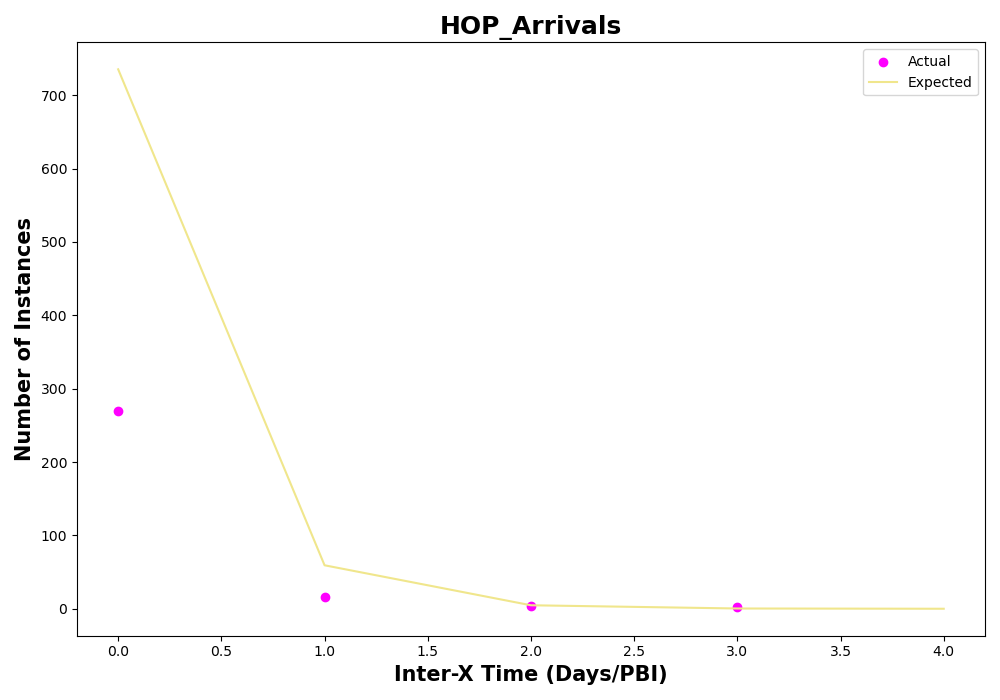 HOP_Arrivals
Actual
Expected
700
600
500
400
300
200
100
0
Number of Instances
0.0 0.5 1.0 1.5 2.0 2.5 3.0 3.5 4.0
Inter-X Time (Days/PBI)